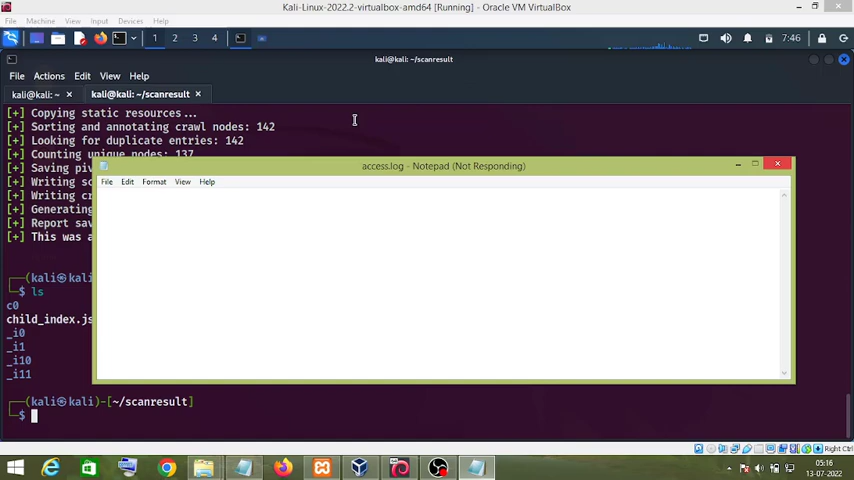 Kali-Linux-2022.2-virtualbox-amd64 [Running] - Oracle VM VirtualBox
File Machine View Input Devices Help
1 2 3 4 7:46
kali@kali: ~/scanresult
File Actions Edit View Help
kali@kali: ~ × kali@kali: ~/scanresult ×
[+] Copying static resources...
[+] Sorting and annotating crawl nodes: 142
[+] Looking for duplicate entries: 142
[+] Counting unique nodes: 137
[+] Saving piv
[+] Writing sc
[+] Writing cr
[+] Generating
[+] Report sav
[+] This was a
access.log - Notepad (Not Responding)
File Edit Format View Help
(kali㉿kali
$ ls
c0
child_index.js
_i0
_i1
_i10
_i11
(kali㉿kali)-[~/scanresult]
$
Right Ctrl
05:16
13-07-2022